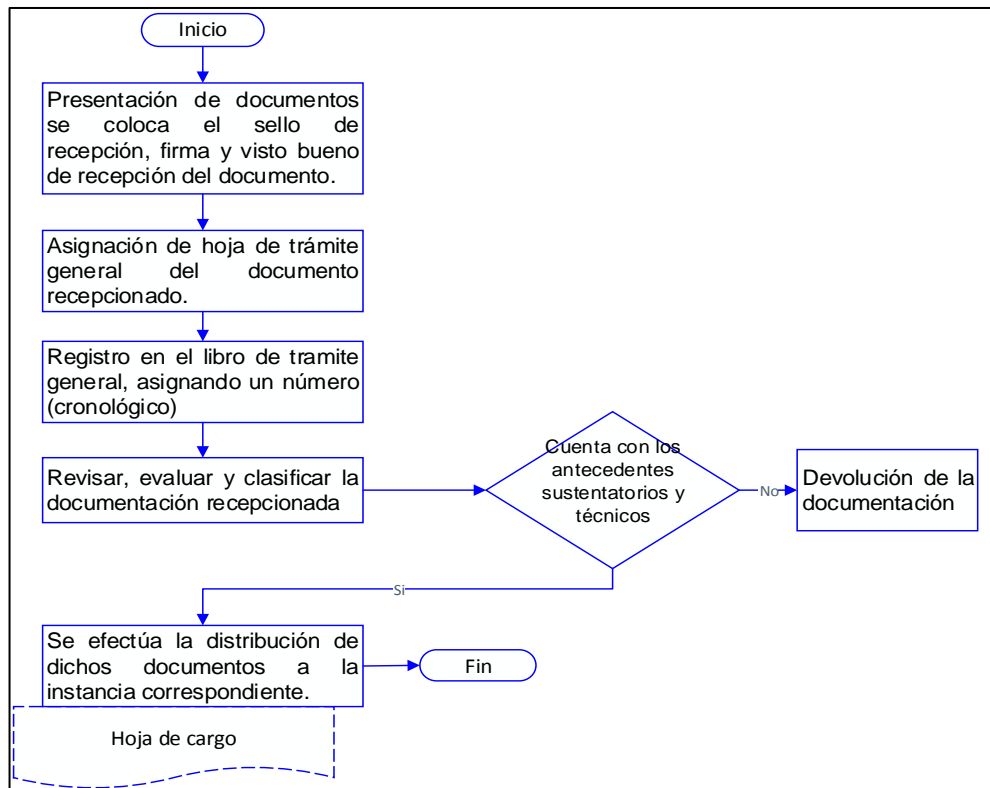 Inicio
Presentación de documentos
se coloca el sello de
recepción, firma y visto bueno
de recepción del documento.
Asignación de hoja de trámite
general del documento
recepcionado.
Registro en el libro de tramite
general, asignando un número
(cronológico)
Revisar, evaluar y clasificar la
documentación recepcionada
Cuenta con los
antecedentes
sustentatorios y
técnicos
No
Devolución de la
documentación
Si
Se efectúa la distribución de
dichos documentos a la
instancia correspondiente.
Fin
Hoja de cargo